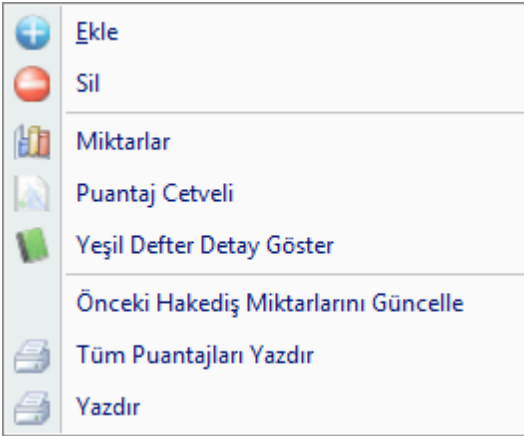 Ekle
Sil
Miktarlar
Puantaj Cetveli
Yeşil Defter Detay Göster
Önceki Hakediş Miktarlarını Güncelle
Tüm Puantajları Yazdır
Yazdır